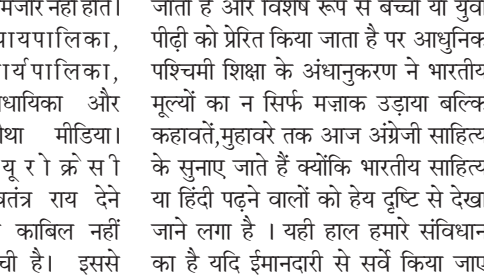 मजोर नहीं होते।
पायपालिका,
ार्यपालिका,
धायिका और
ौथा मीडिया।
यूरोक्रेसी
वतंत्र राय देने
काबिल नहीं
ची है। इससे
जाता है और विशेष रूप से बच्चों या युवा
पीढ़ी को प्रेरित किया जाता है पर आधुनिक
पश्चिमी शिक्षा के अंधानुकरण ने भारतीय
मूल्यों का न सिर्फ मज़ाक उड़ाया बल्कि
कहावतें,मुहावरे तक आज अंग्रेजी साहित्य
के सुनाए जाते हैं क्योंकि भारतीय साहित्य
या हिंदी पढ़ने वालों को हेय दृष्टि से देखा
जाने लगा है । यही हाल हमारे संविधान
का है यदि ईमानदारी से सर्वे किया जाए